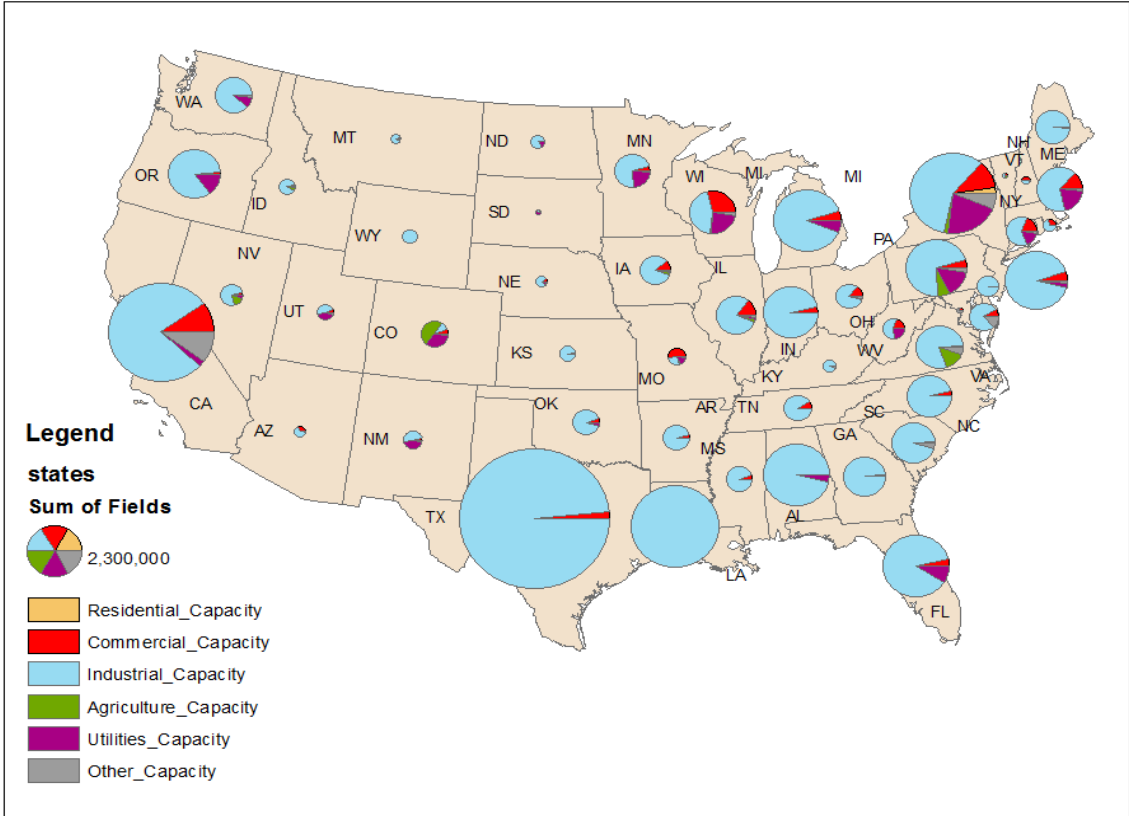 WA
MT
ND
MN
NH
VT
ME
OR
ID
WI
MI
MI
SD
NY
WY
PA
NV
IA
NE
IL
UT
CO
OH
IN
WV
KS
MO
KY
VA
CA
OK
AR
TN
SC
NC
AZ
NM
GA
MS
TX
AL
LA
FL
Legend
states
Sum of Fields
2,300,000
Residential_Capacity
Commercial_Capacity
Industrial_Capacity
Agriculture_Capacity
Utilities_Capacity
Other_Capacity